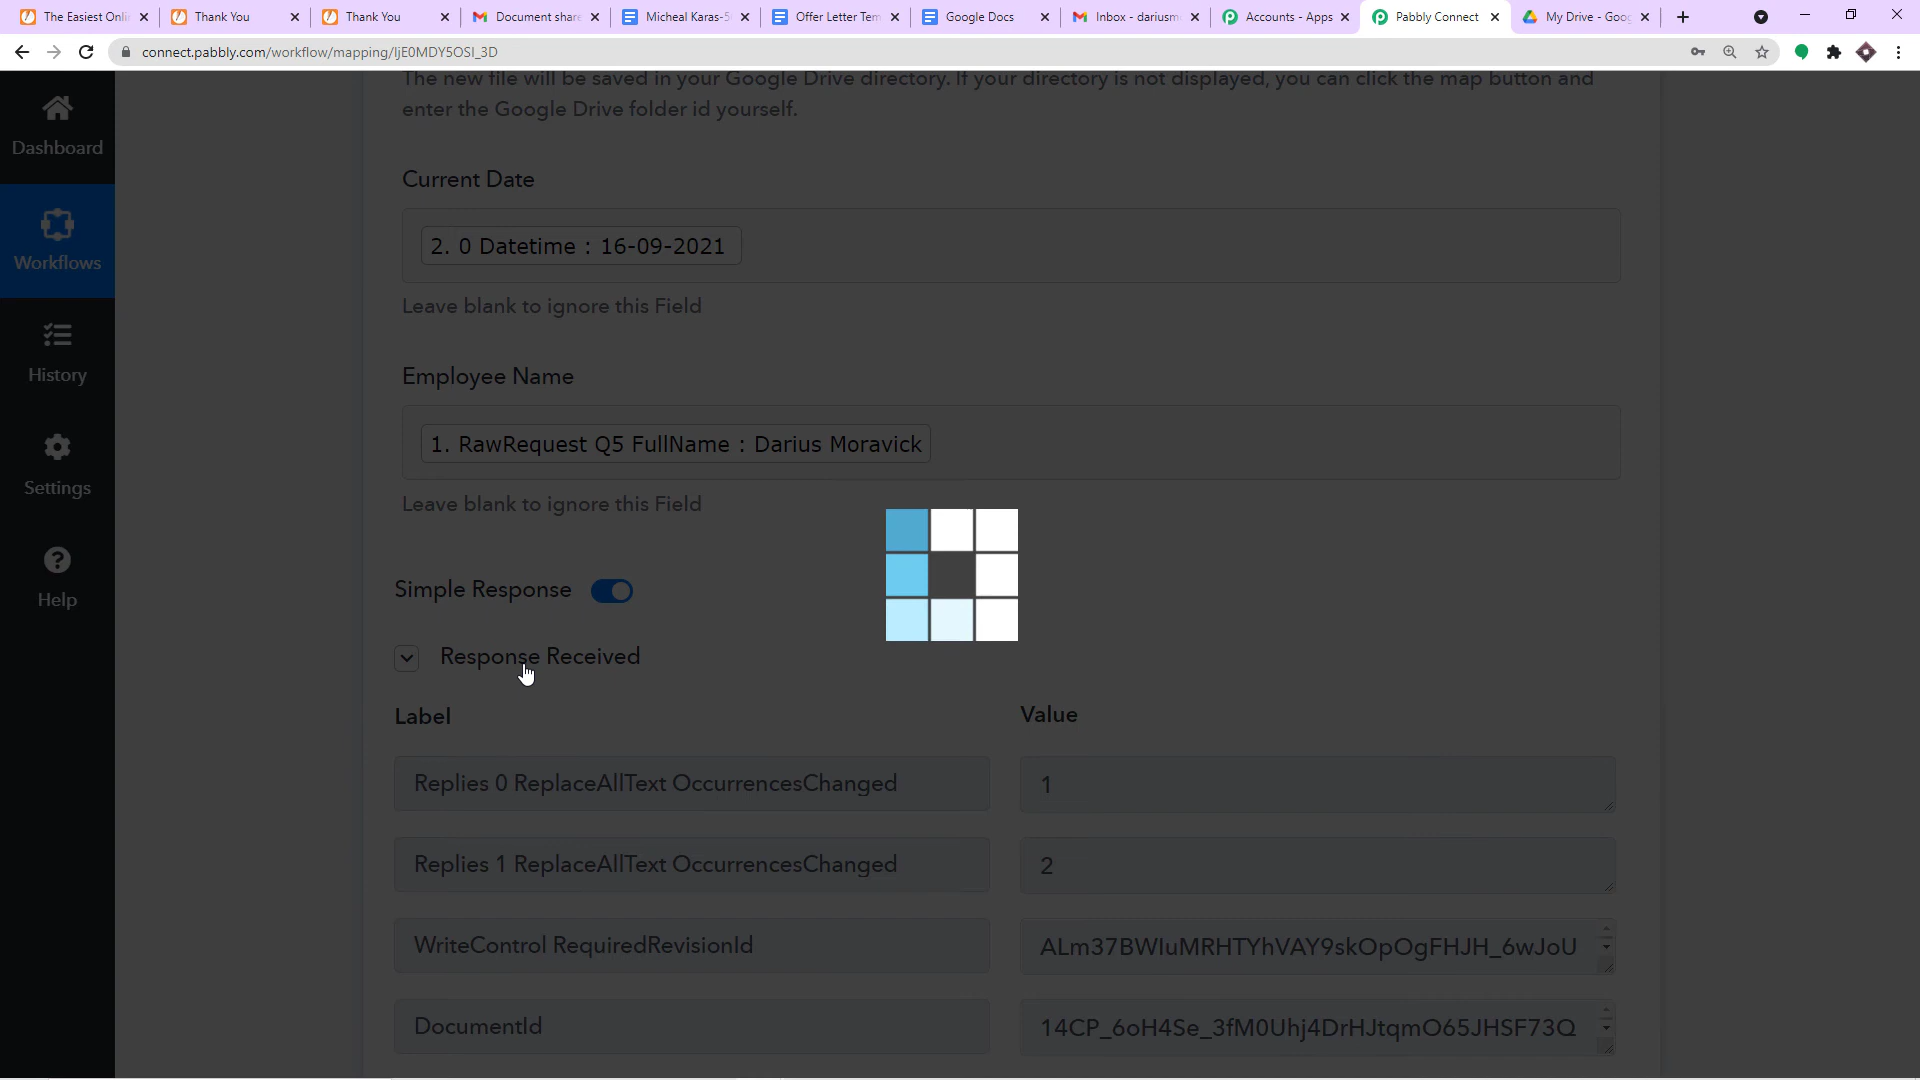 The Easiest Onli
Thank You
Thank You
Document share
Micheal Karas-5
Offer Letter Tem
Google Docs
Inbox - dariusm
Accounts - Apps
Pabbly Connect
My Drive - Goog
connect.pabbly.com/workflow/mapping/IjE0MDY5OSI_3D
The new file will be saved in your Google Drive directory. If your directory is not displayed, you can click the map button and
enter the Google Drive folder id yourself.
Dashboard
Workflows
History
Settings
Help
Current Date
2. 0 Datetime : 16-09-2021
Leave blank to ignore this Field
Employee Name
1. RawRequest Q5 FullName : Darius Moravick
Leave blank to ignore this Field
Simple Response
Response Received
Label
Value
Replies 0 ReplaceAllText OccurrencesChanged
1
Replies 1 ReplaceAllText OccurrencesChanged
2
WriteControl RequiredRevisionId
ALm37BWIuMRHTYhVAY9skOpOgFHJH_6wJoU
DocumentId
14CP_6oH4Se_3fM0Uhj4DrHJtqmO65JHSF73Q